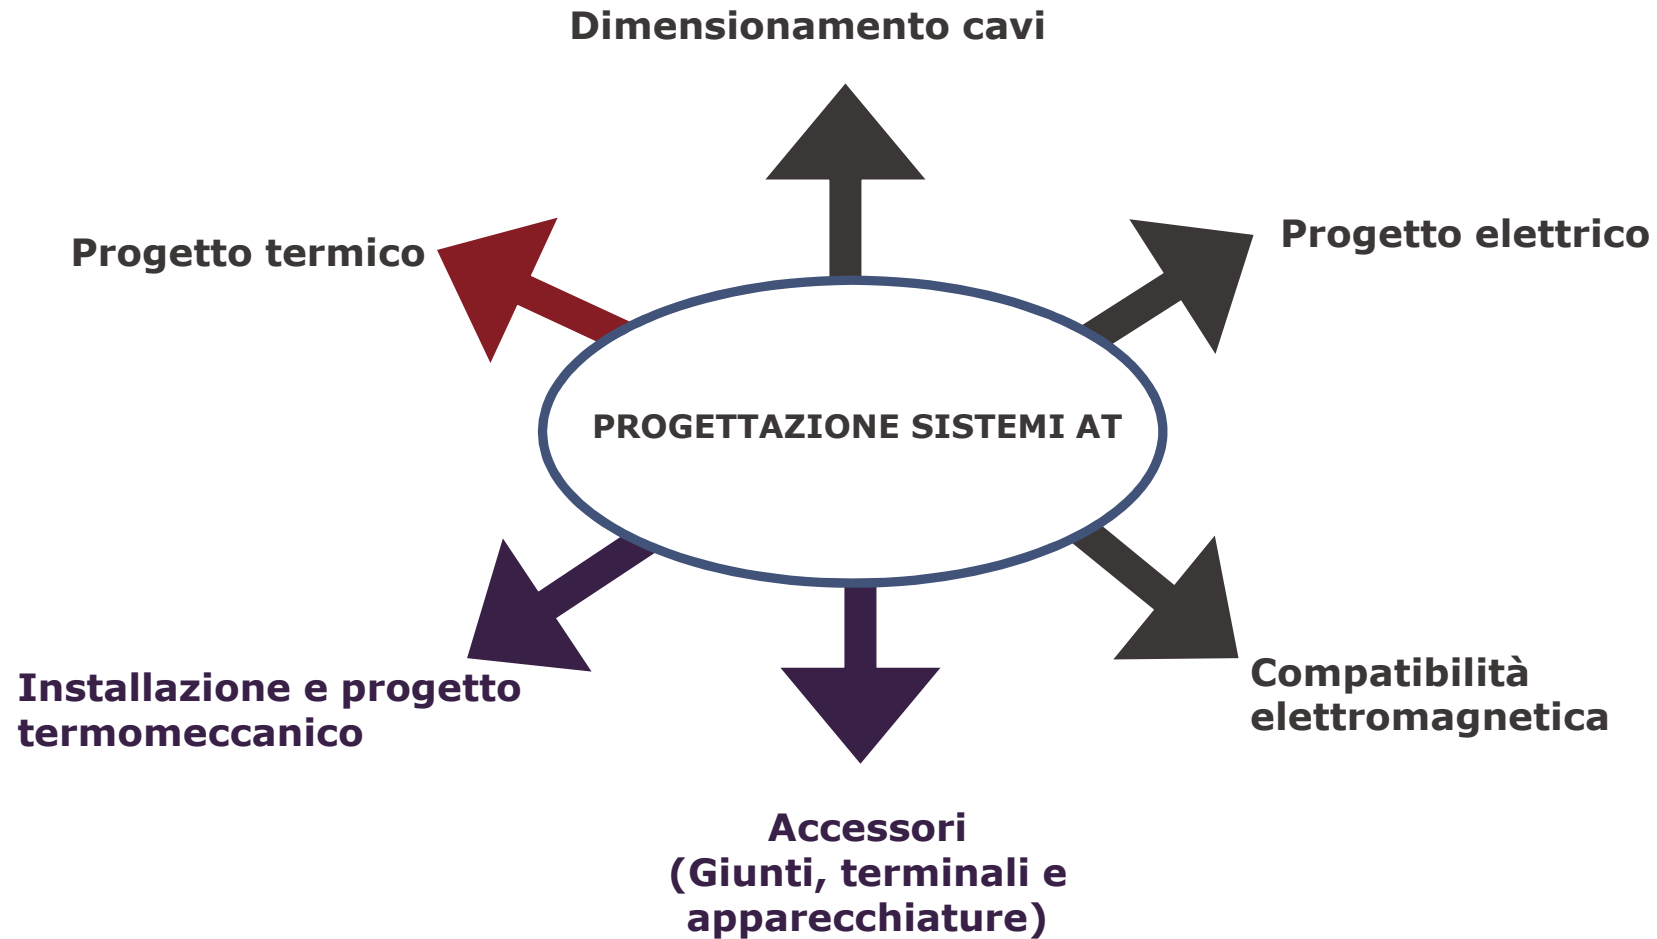 Dimensionamento cavi
Progetto termico
Progetto elettrico
PROGETTAZIONE SISTEMI AT
Installazione e progetto
termomeccanico
Compatibilità
elettromagnetica
Accessori
(Giunti, terminali e
apparecchiature)